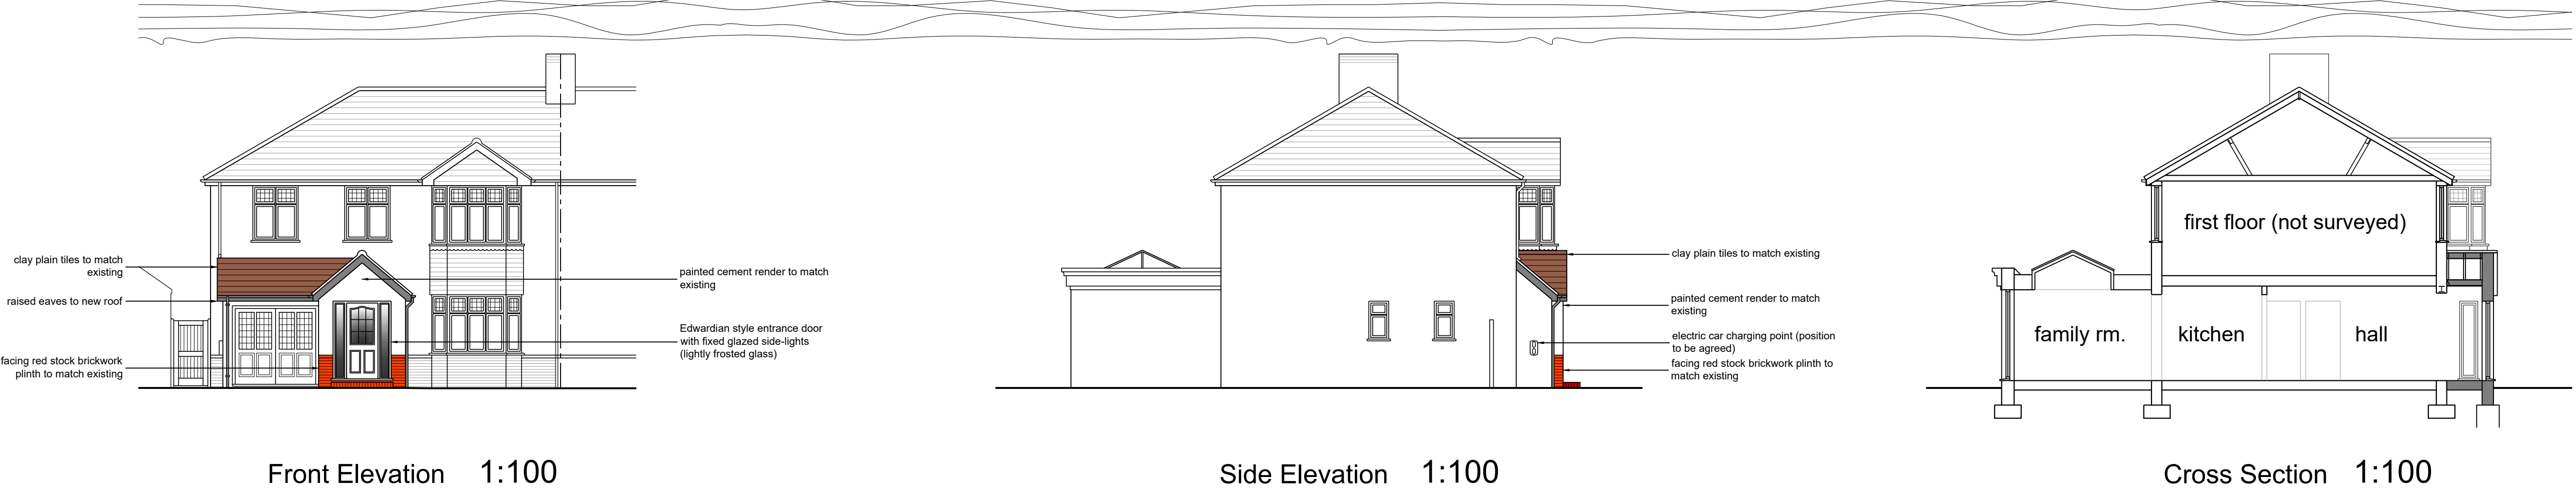 clay plain tiles to match
existing
raised eaves to new roof
facing red stock brickwork
plinth to match existing
painted cement render to match
existing
Edwardian style entrance door
with fixed glazed side-lights
(lightly frosted glass)
Front Elevation 1:100
clay plain tiles to match existing
painted cement render to match
existing
electric car charging point (position
to be agreed)
facing red stock brickwork plinth to
match existing
Side Elevation 1:100
first floor (not surveyed)
family rm.
kitchen
hall
Cross Section 1:100